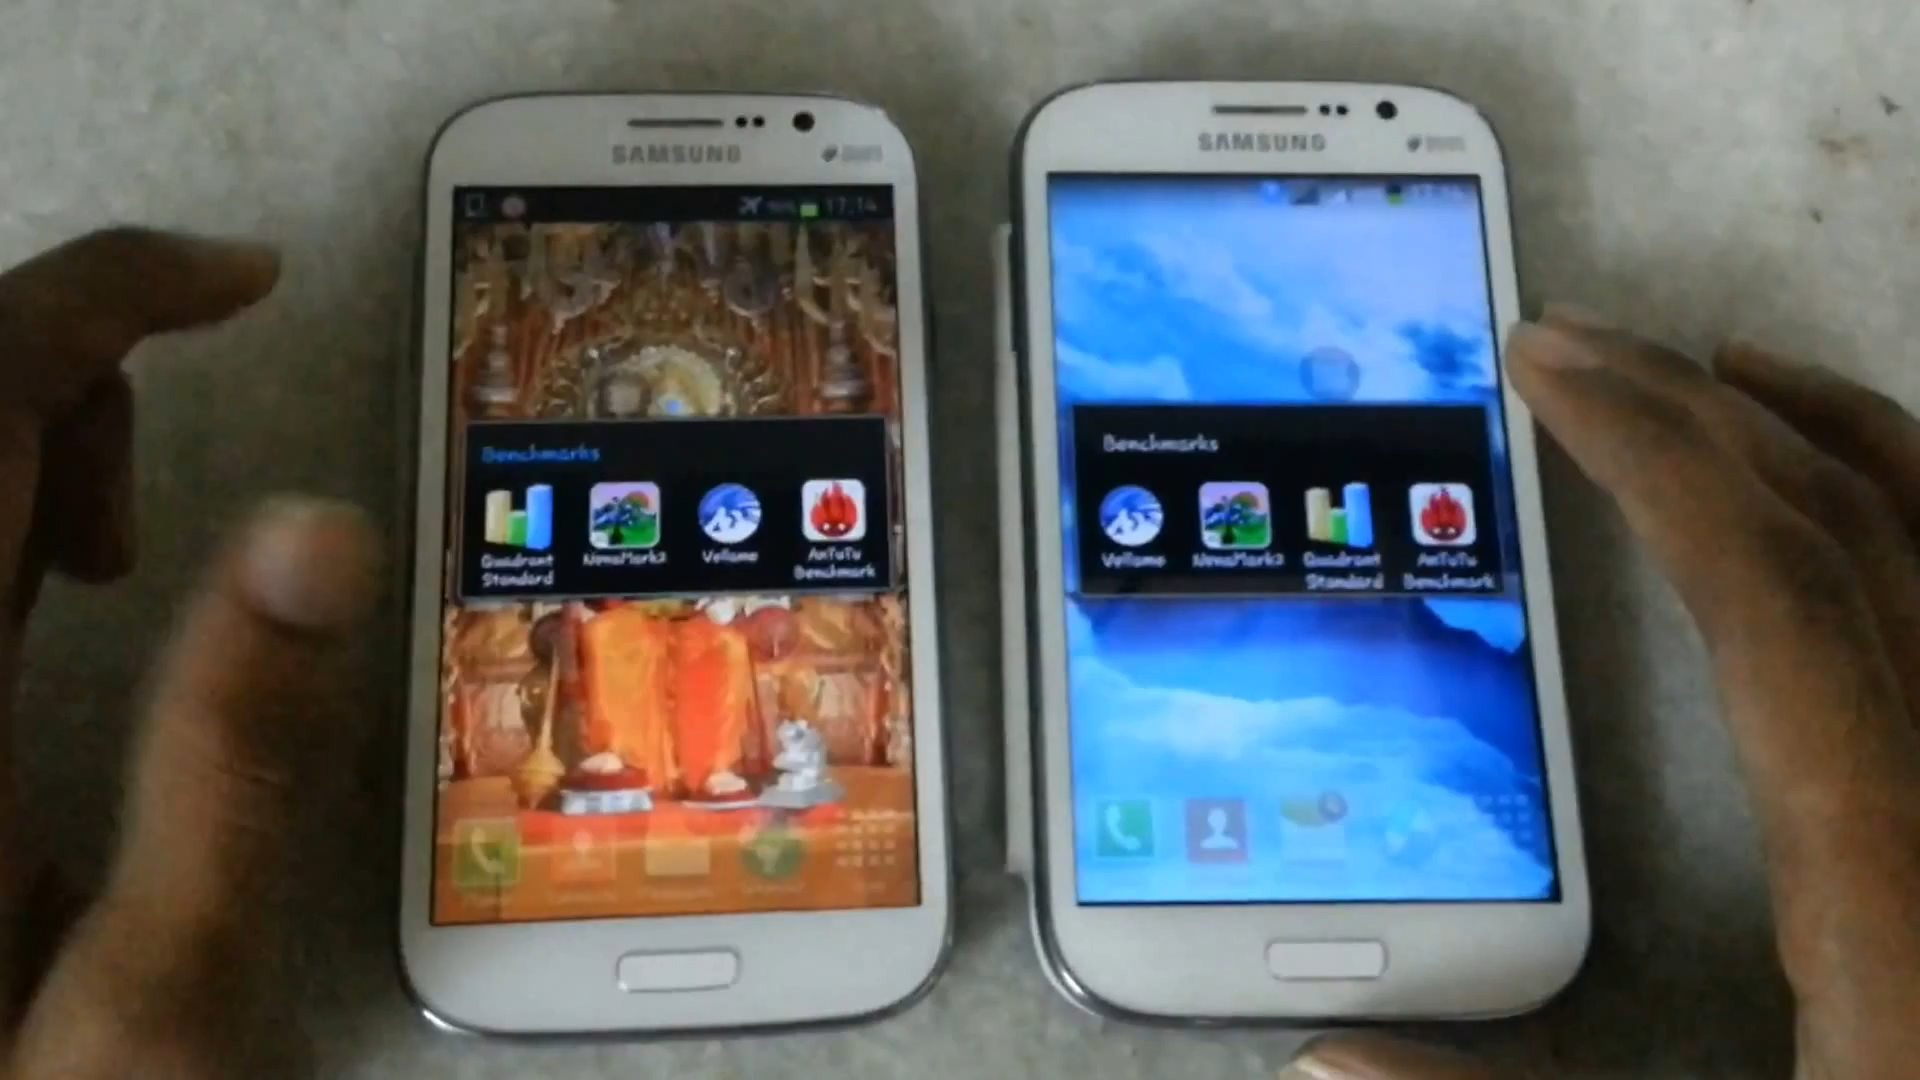 SAMSUNG
17:14
Benchmarks
Quadrant
Standard
NenaMark2
Vellamo
AnTuTu
Benchmark
SAMSUNG
Benchmarks
Vellamo
NenaMark2
Quadrant
Standard
AnTuTu
Benchmark